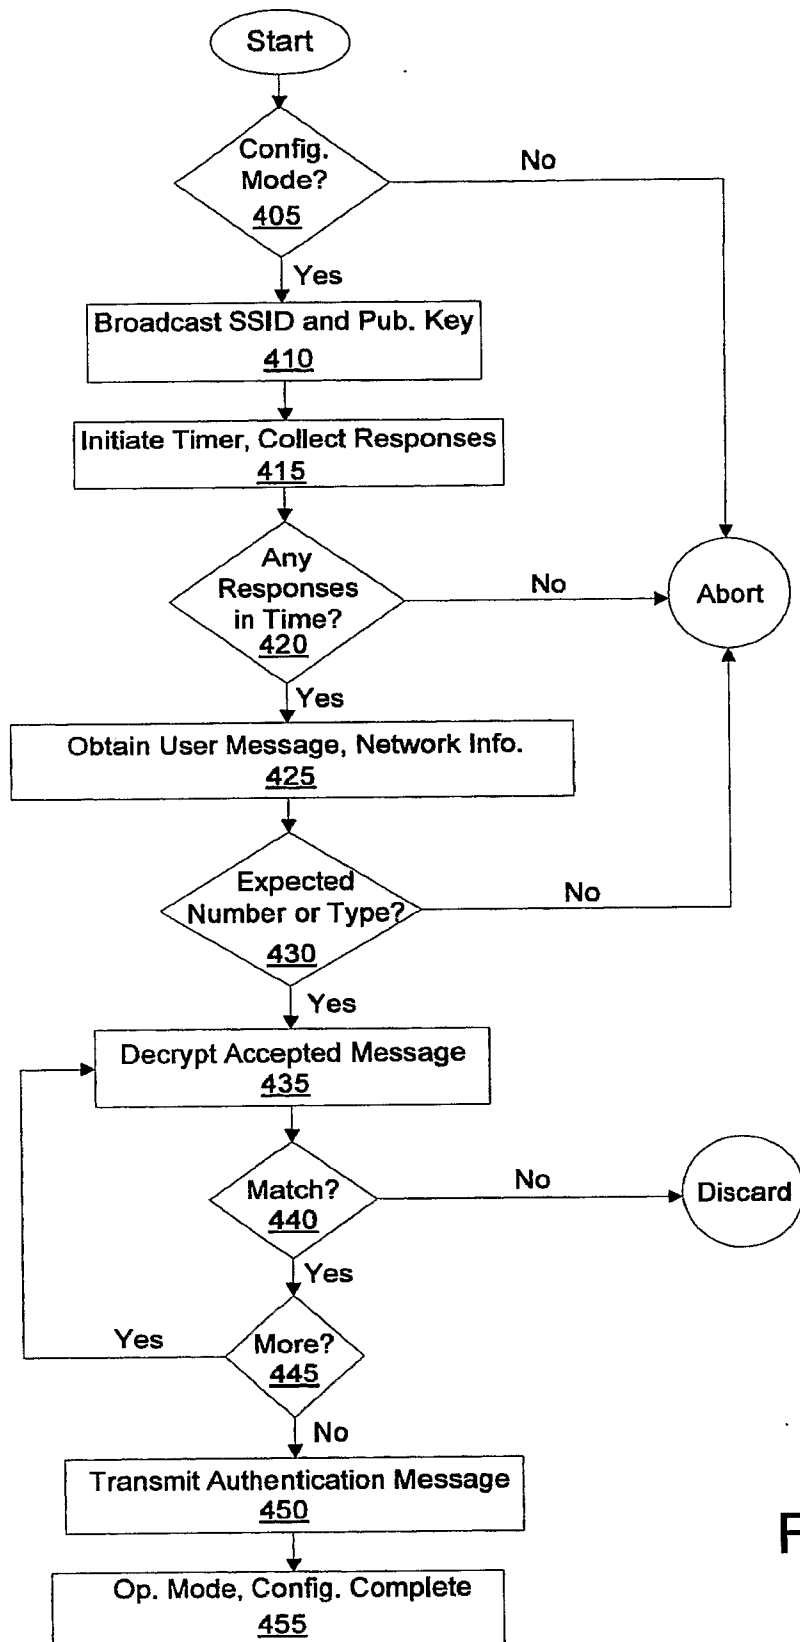 Start
Config.
Mode?
405
No
Yes
Broadcast SSID and Pub. Key
410
Initiate Timer, Collect Responses
415
Any
Responses
in Time?
420
No
Abort
Yes
Obtain User Message, Network Info.
425
Expected
Number or Type?
430
No
Yes
Decrypt Accepted Message
435
Match?
440
No
Discard
Yes
More?
445
Yes
No
Transmit Authentication Message
450
Op. Mode, Config. Complete
455
F